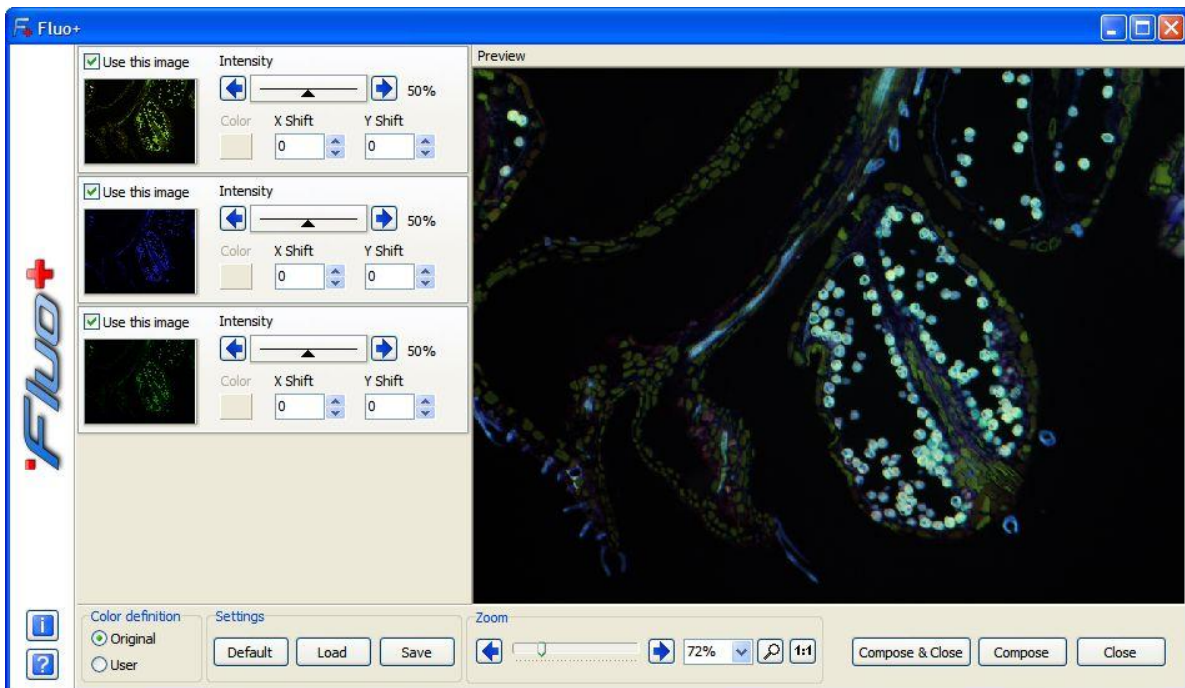 Fluo+
Use this image
Intensity
50%
Color
X Shift
Y Shift
0
0
Use this image
Intensity
50%
Color
X Shift
Y Shift
0
0
Use this image
Intensity
50%
Color
X Shift
Y Shift
0
0
Preview
Fluo+
Color definition
Original
User
Settings
Default
Load
Save
Zoom
72%
1:1
Compose & Close
Compose
Close